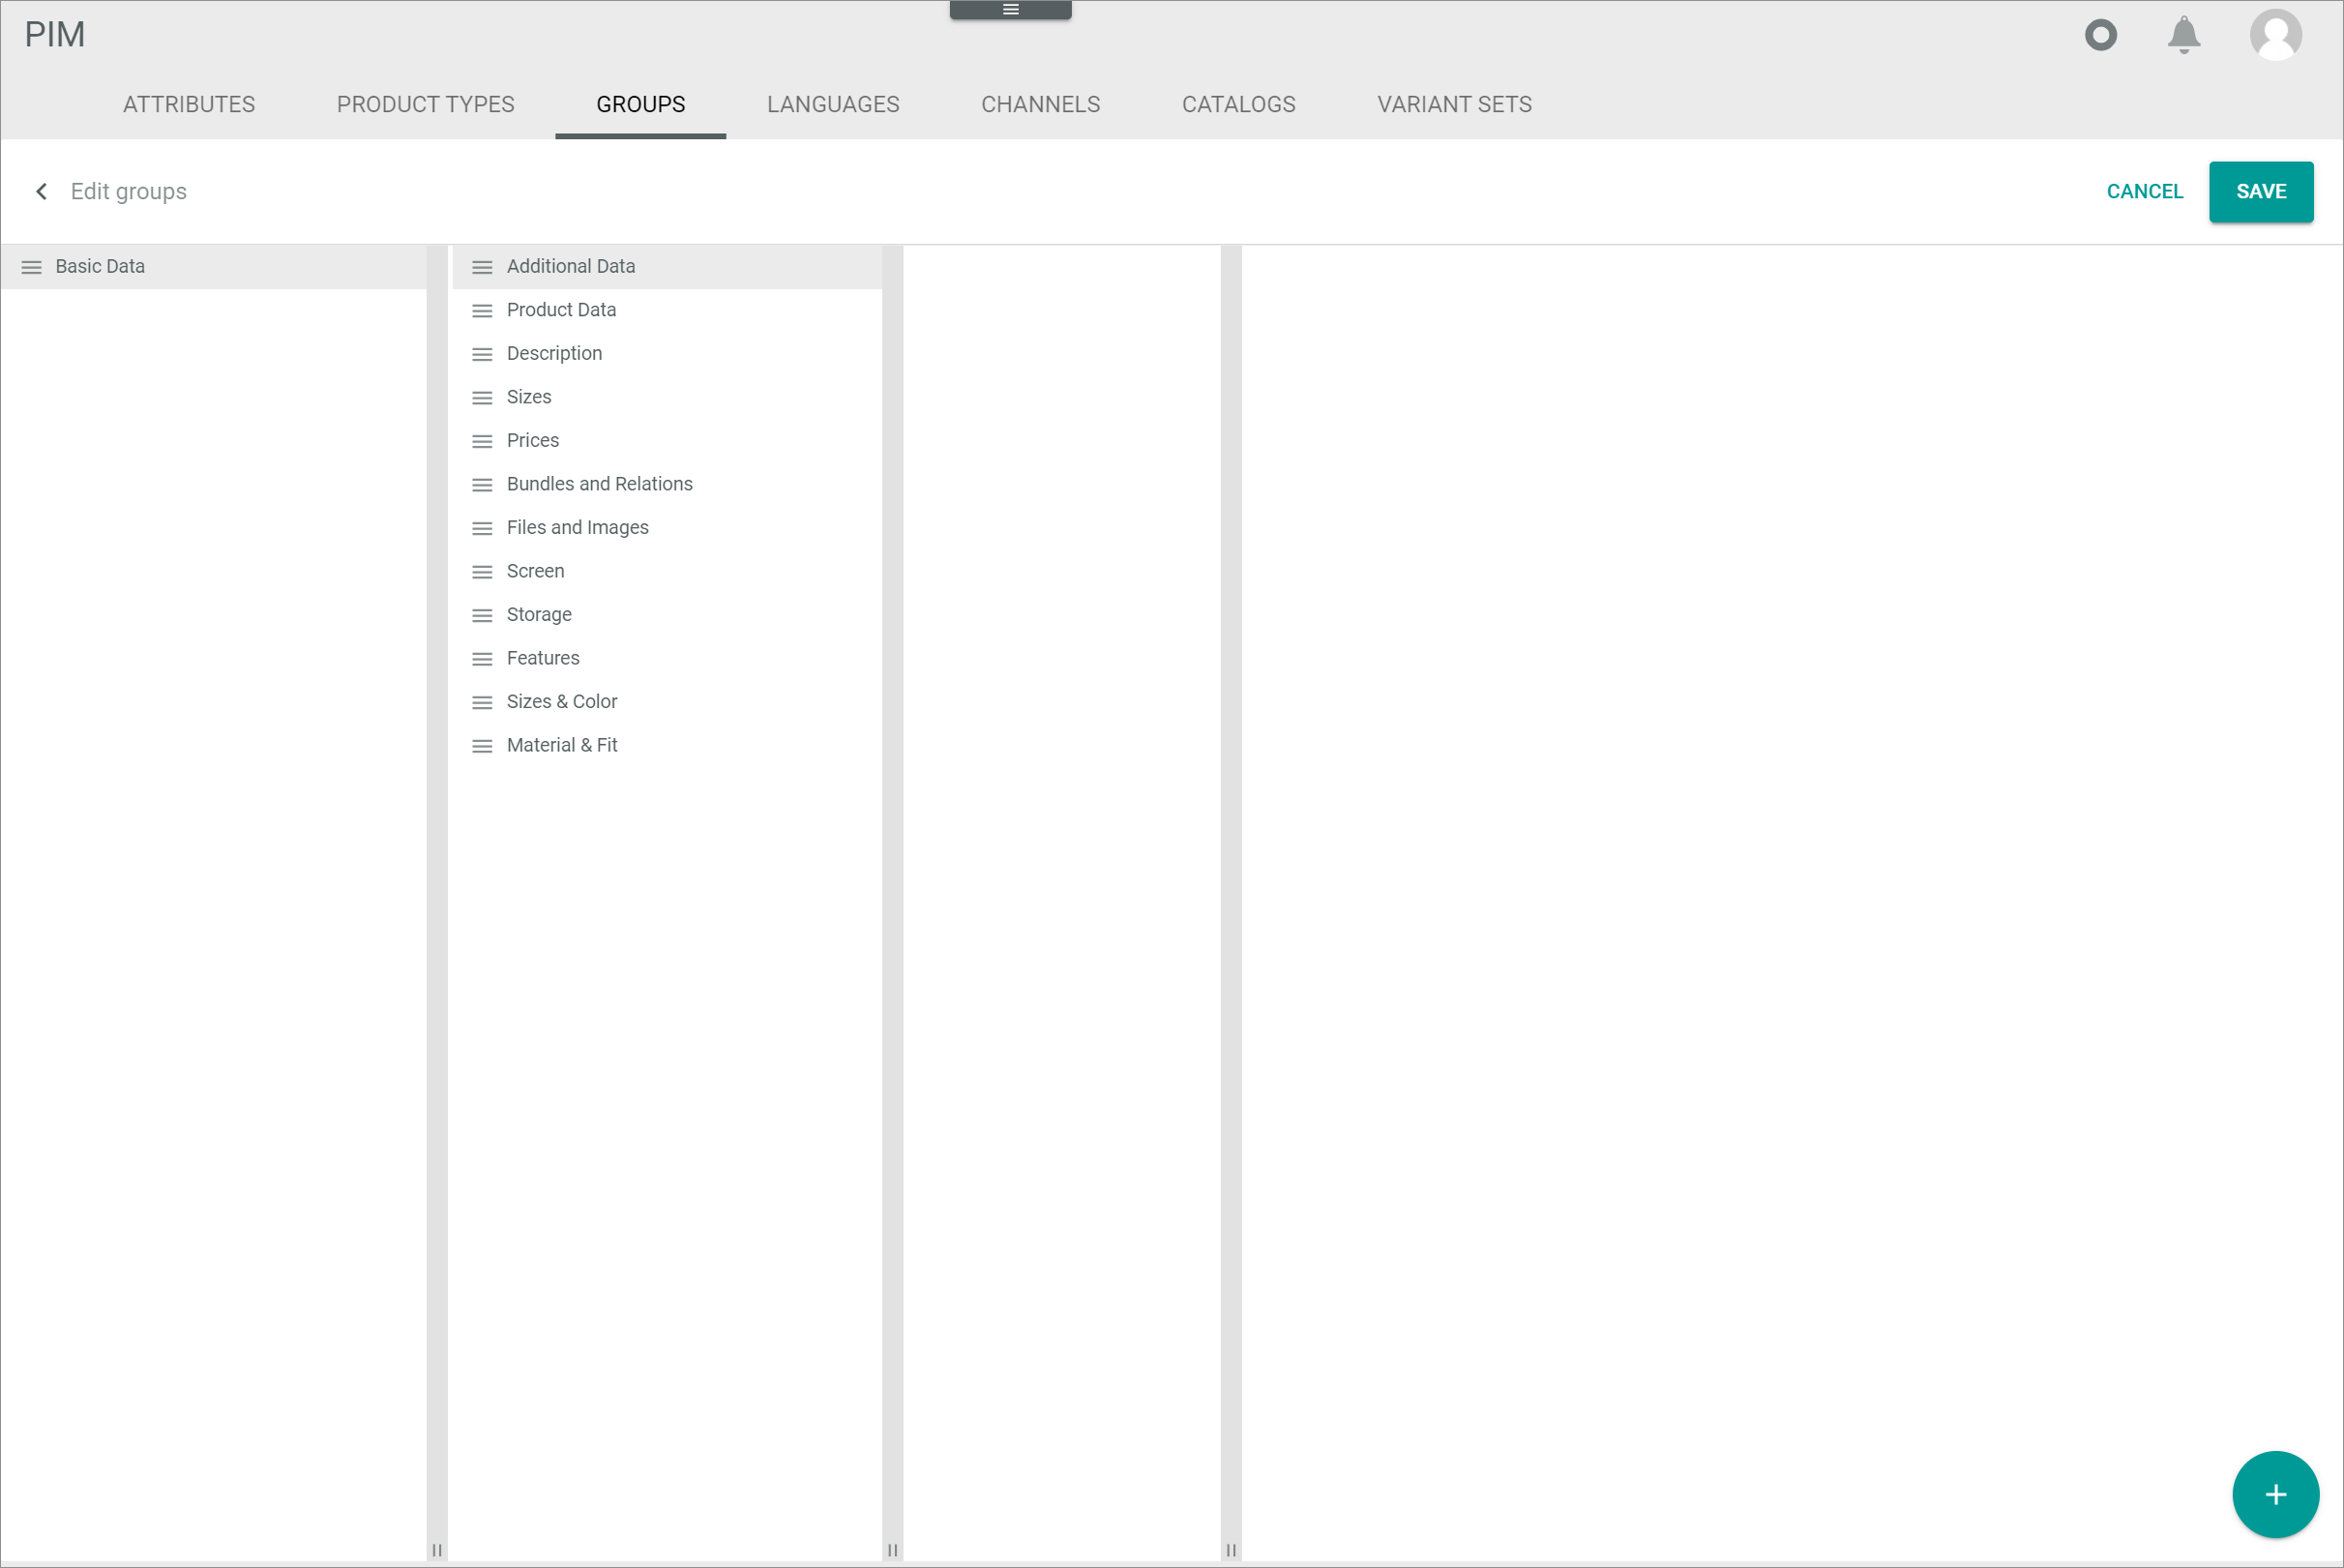 PIM
ATTRIBUTES PRODUCT TYPES GROUPS LANGUAGES CHANNELS CATALOGS VARIANT SETS
Edit groups
CANCEL SAVE
Basic Data
Additional Data
Product Data
Description
Sizes
Prices
Bundles and Relations
Files and Images
Screen
Storage
Features
Sizes & Color
Material & Fit